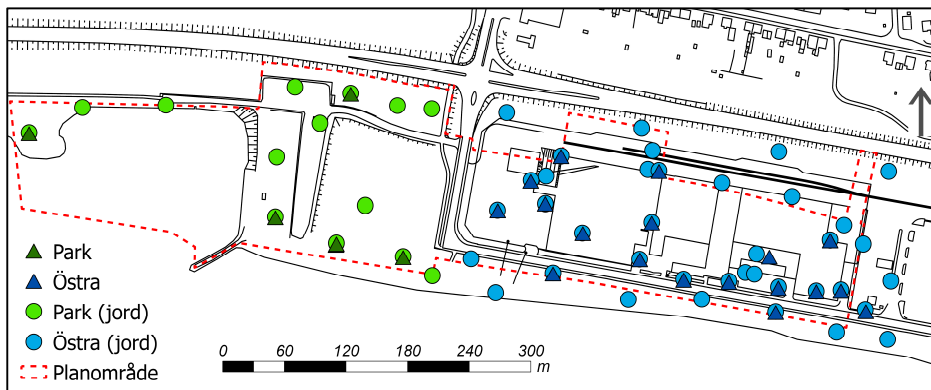 Park
Östra
Park (jord)
Östra (jord)
Planområde
0 60 120 180 240 300
m